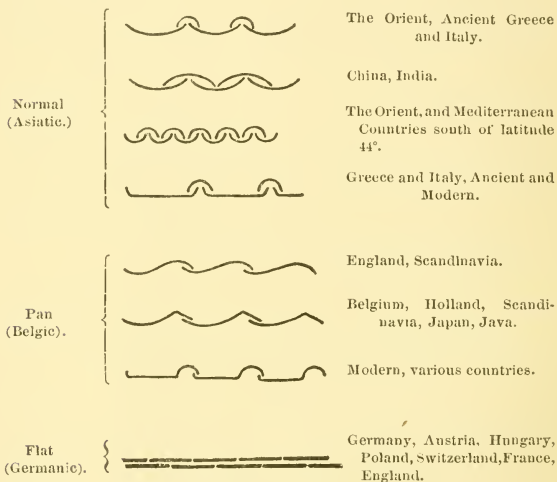 The Orient, Ancient Greece
and Italy.
China, India.
Normal
(Asiatic.)
The Orient, and Mediterranean
Countries south of latitude
44°.
Greece and Italy, Ancient and
Modern.
England, Scandinavia.
Pan
(Belgic).
Belgium, Holland, Scandi-
navia, Japan, Java.
Modern, various countries.
Flat
(Germanic).
Germany, Austria, Hungary,
Poland, Switzerland, France,
England.